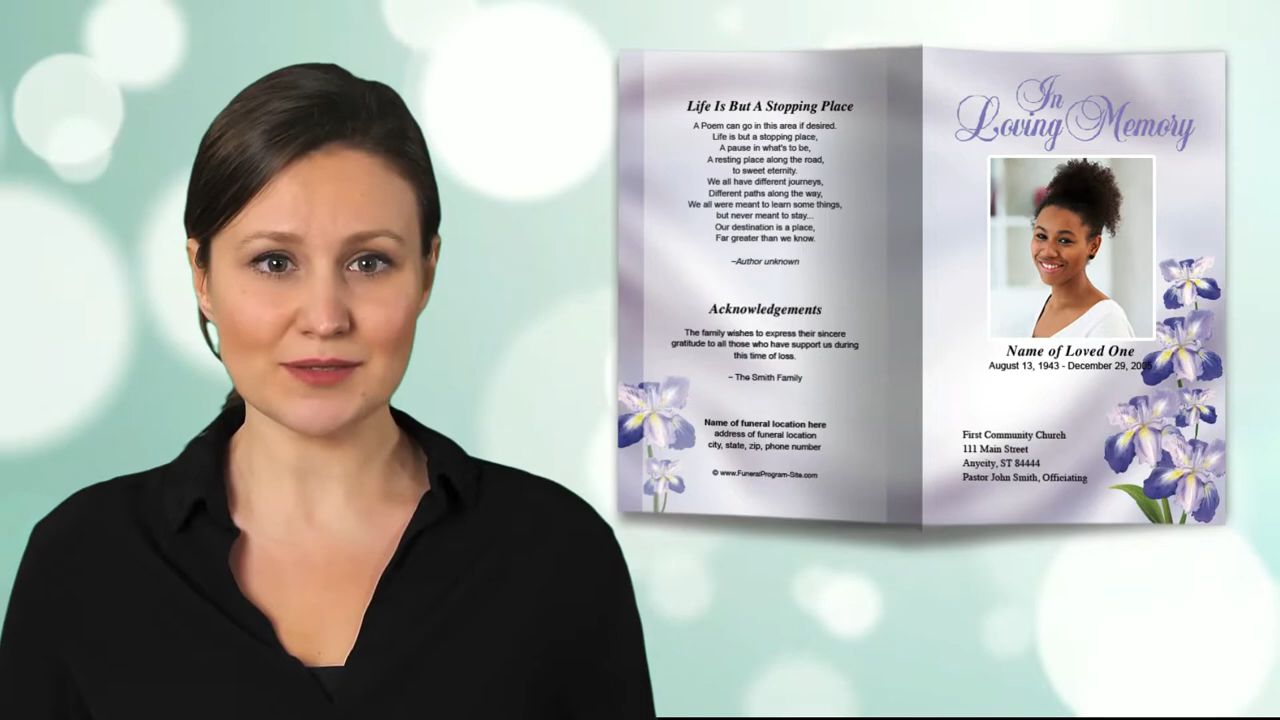 Life Is But A Stopping Place
A Poem can go in this area if desired.
Life is but a stopping place,
A pause in what's to be,
A resting place along the road,
to sweet eternity.
We all have different journeys,
Different paths along the way,
We all were meant to learn some things,
but never meant to stay...
Our destination is a place,
Far greater than we know.
–Author unknown
Acknowledgements
The family wishes to express their sincere
gratitude to all those who have support us during
this time of loss.
– The Smith Family
Name of funeral location here
address of funeral location
city, state, zip, phone number
© www.FuneralProgram-Site.com
In
Loving Memory
Name of Loved One
August 13, 1943 - December 29, 2005
First Community Church
111 Main Street
Anycity, ST 84444
Pastor John Smith, Officiating